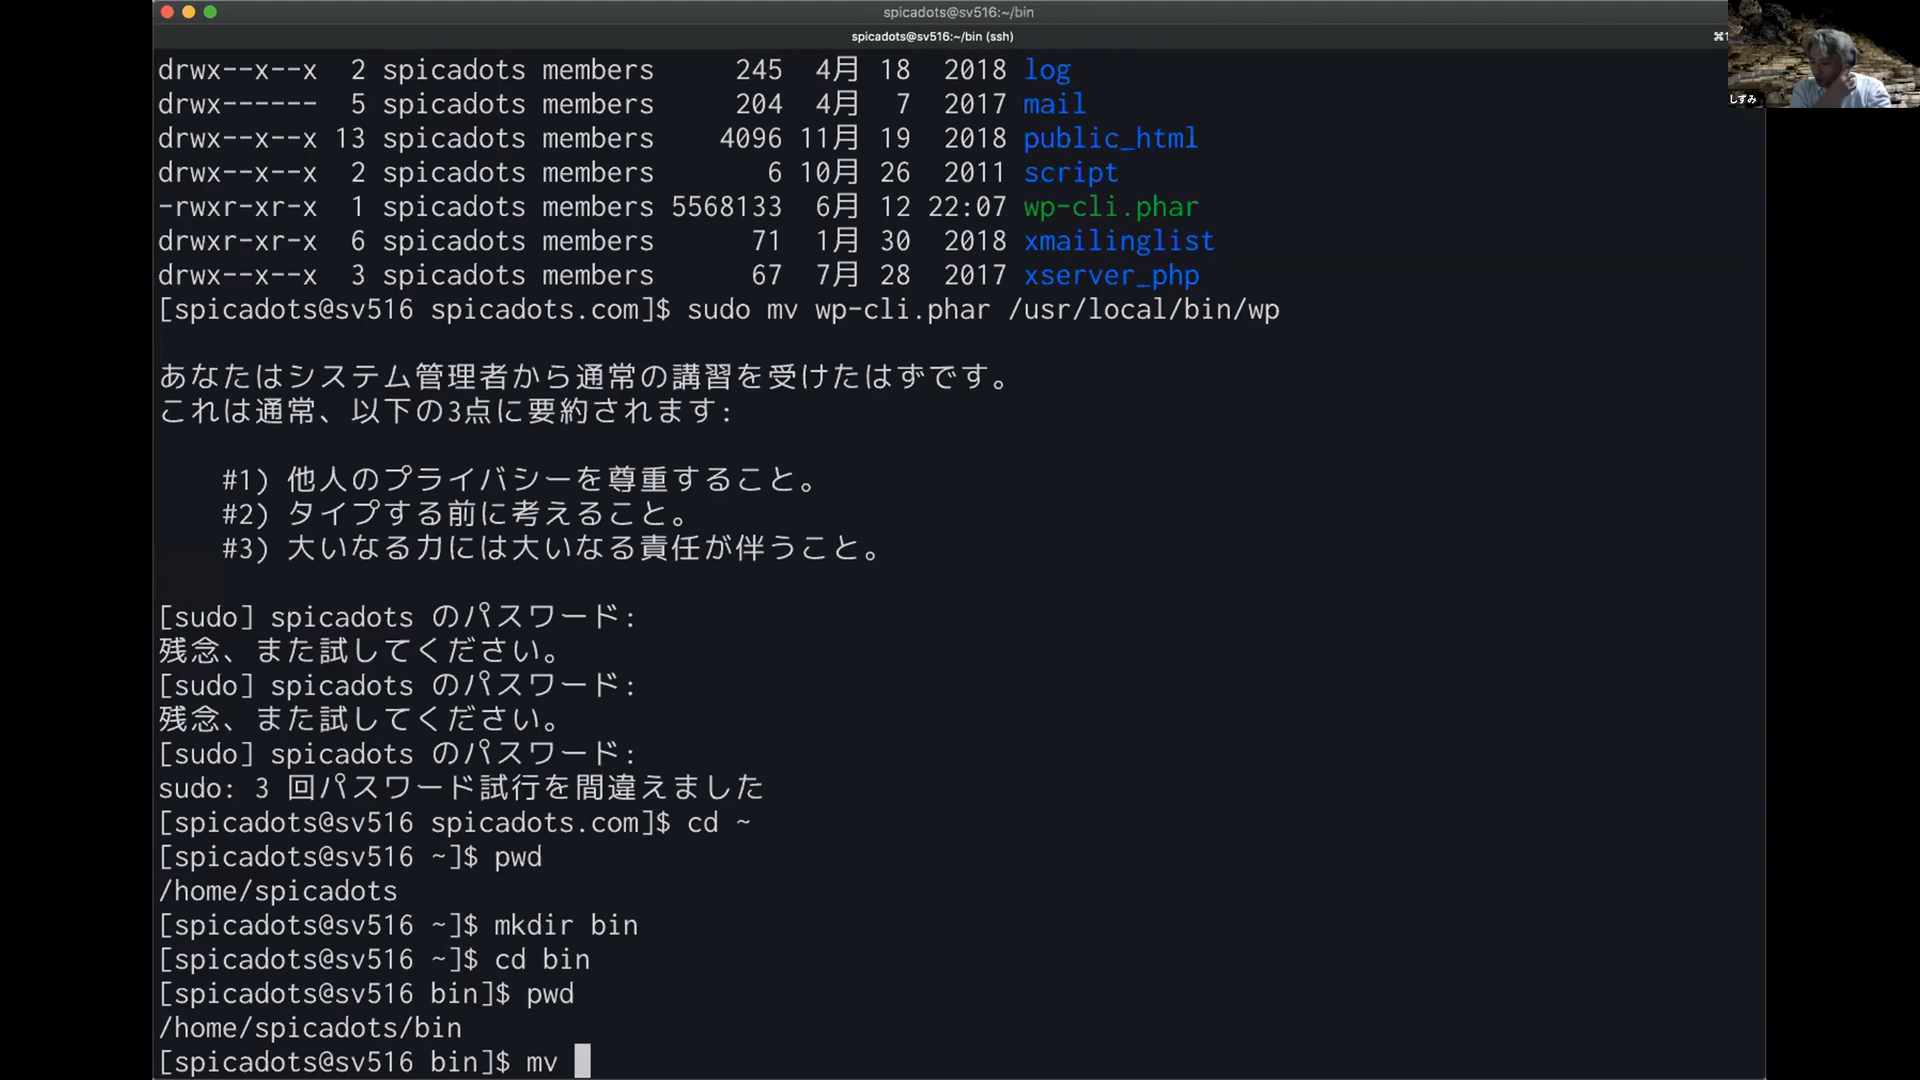 spicadots@sv516:~/bin
spicadots@sv516:~/bin (ssh)
⌘1
しずみ
drwx--x--x 2 spicadots members 245 4月 18 2018 log
drwx------ 5 spicadots members 204 4月 7 2017 mail
drwx--x--x 13 spicadots members 4096 11月 19 2018 public_html
drwx--x--x 2 spicadots members 6 10月 26 2011 script
-rwxr-xr-x 1 spicadots members 5568133 6月 12 22:07 wp-cli.phar
drwxr-xr-x 6 spicadots members 71 1月 30 2018 xmailinglist
drwx--x--x 3 spicadots members 67 7月 28 2017 xserver_php
[spicadots@sv516 spicadots.com]$ sudo mv wp-cli.phar /usr/local/bin/wp
あなたはシステム管理者から通常の講習を受けたはずです。
これは通常、以下の3点に要約されます:
#1) 他人のプライバシーを尊重すること。
#2) タイプする前に考えること。
#3) 大いなる力には大いなる責任が伴うこと。
[sudo] spicadots のパスワード:
残念、また試してください。
[sudo] spicadots のパスワード:
残念、また試してください。
[sudo] spicadots のパスワード:
sudo: 3 回パスワード試行を間違えました
[spicadots@sv516 spicadots.com]$ cd ~
[spicadots@sv516 ~]$ pwd
/home/spicadots
[spicadots@sv516 ~]$ mkdir bin
[spicadots@sv516 ~]$ cd bin
[spicadots@sv516 bin]$ pwd
/home/spicadots/bin
[spicadots@sv516 bin]$ mv